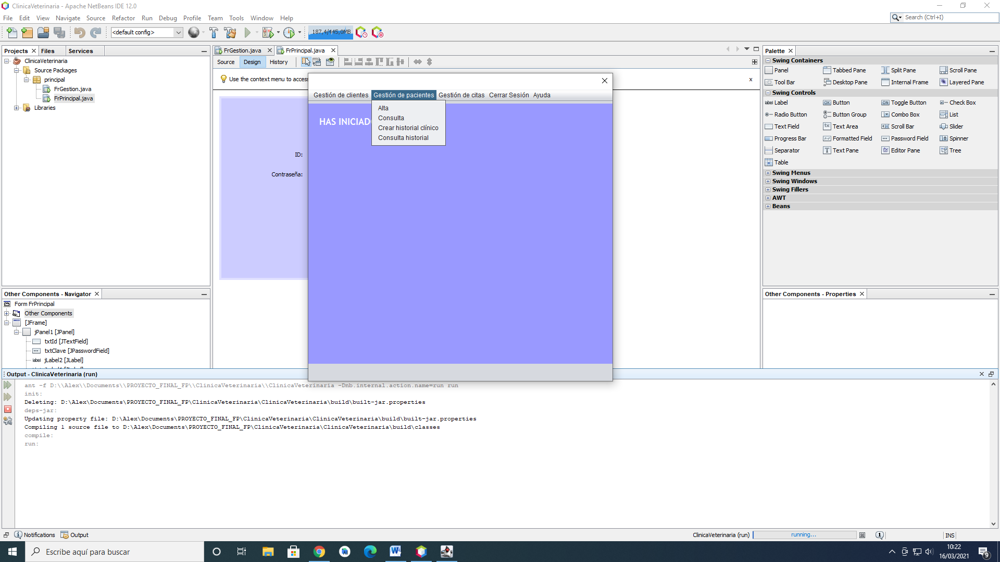 ClinicaVeterinaria - Apache NetBeans IDE 12.0
File Edit View Navigate Source Refactor Run Debug Profile Team Tools Window Help
Search (Ctrl+I)
<default config>
187,4/445,0MB
Projects Files Services
ClinicaVeterinaria
Source Packages
principal
FrGestion.java
FrPrincipal.java
Libraries
FrGestion.java FrPrincipal.java
Source Design History
Use the context menu to access
x
ID:
Contraseña:
Gestión de clientes Gestión de pacientes Gestión de citas Cerrar Sesión Ayuda
HAS INICIADO
Alta
Consulta
Crear historial clínico
Consulta historial
Palette
Swing Containers
Panel Tabbed Pane Split Pane Scroll Pane
Tool Bar Desktop Pane Internal Frame Layered Pane
Swing Controls
Label Button Toggle Button Check Box
Radio Button Button Group Combo Box List
Text Field Text Area Scroll Bar Slider
Progress Bar Formatted Field Password Field Spinner
Separator Text Pane Editor Pane Tree
Table
Swing Menus
Swing Windows
Swing Fillers
AWT
Beans
Other Components - Navigator
Form FrPrincipal
Other Components
[JFrame]
jPanel1 [JPanel]
txtId [JTextField]
txtClave [JPasswordField]
jLabel2 [JLabel]
Other Components - Properties
Output - ClinicaVeterinaria (run)
ant -f D:\\Alex\\Documents\\PROYECTO_FINAL_FP\\ClinicaVeterinaria\\ClinicaVeterinaria -Dnb.internal.action.name=run run
init:
Deleting: D:\Alex\Documents\PROYECTO_FINAL_FP\ClinicaVeterinaria\ClinicaVeterinaria\build\built-jar.properties
deps-jar:
Updating property file: D:\Alex\Documents\PROYECTO_FINAL_FP\ClinicaVeterinaria\ClinicaVeterinaria\build\built-jar.properties
Compiling 1 source file to D:\Alex\Documents\PROYECTO_FINAL_FP\ClinicaVeterinaria\ClinicaVeterinaria\build\classes
compile:
run:
Notifications Output
ClinicaVeterinaria (run) running... 1 INS
Escribe aquí para buscar
10:22
16/03/2021
9